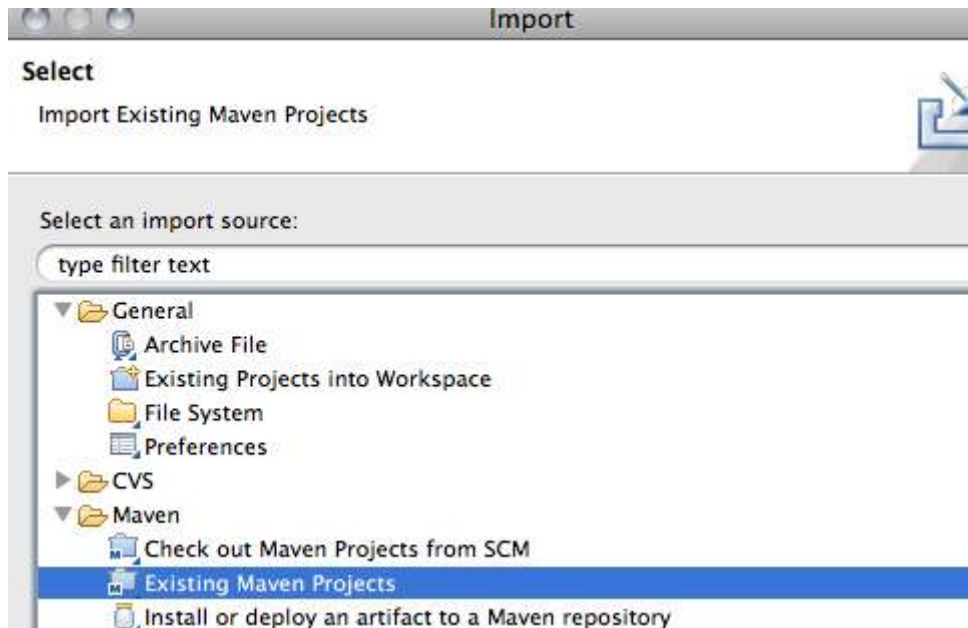 Import
Select
Import Existing Maven Projects
Select an import source:
type filter text
General
Archive File
Existing Projects into Workspace
File System
Preferences
CVS
Maven
Check out Maven Projects from SCM
Existing Maven Projects
Install or deploy an artifact to a Maven repository